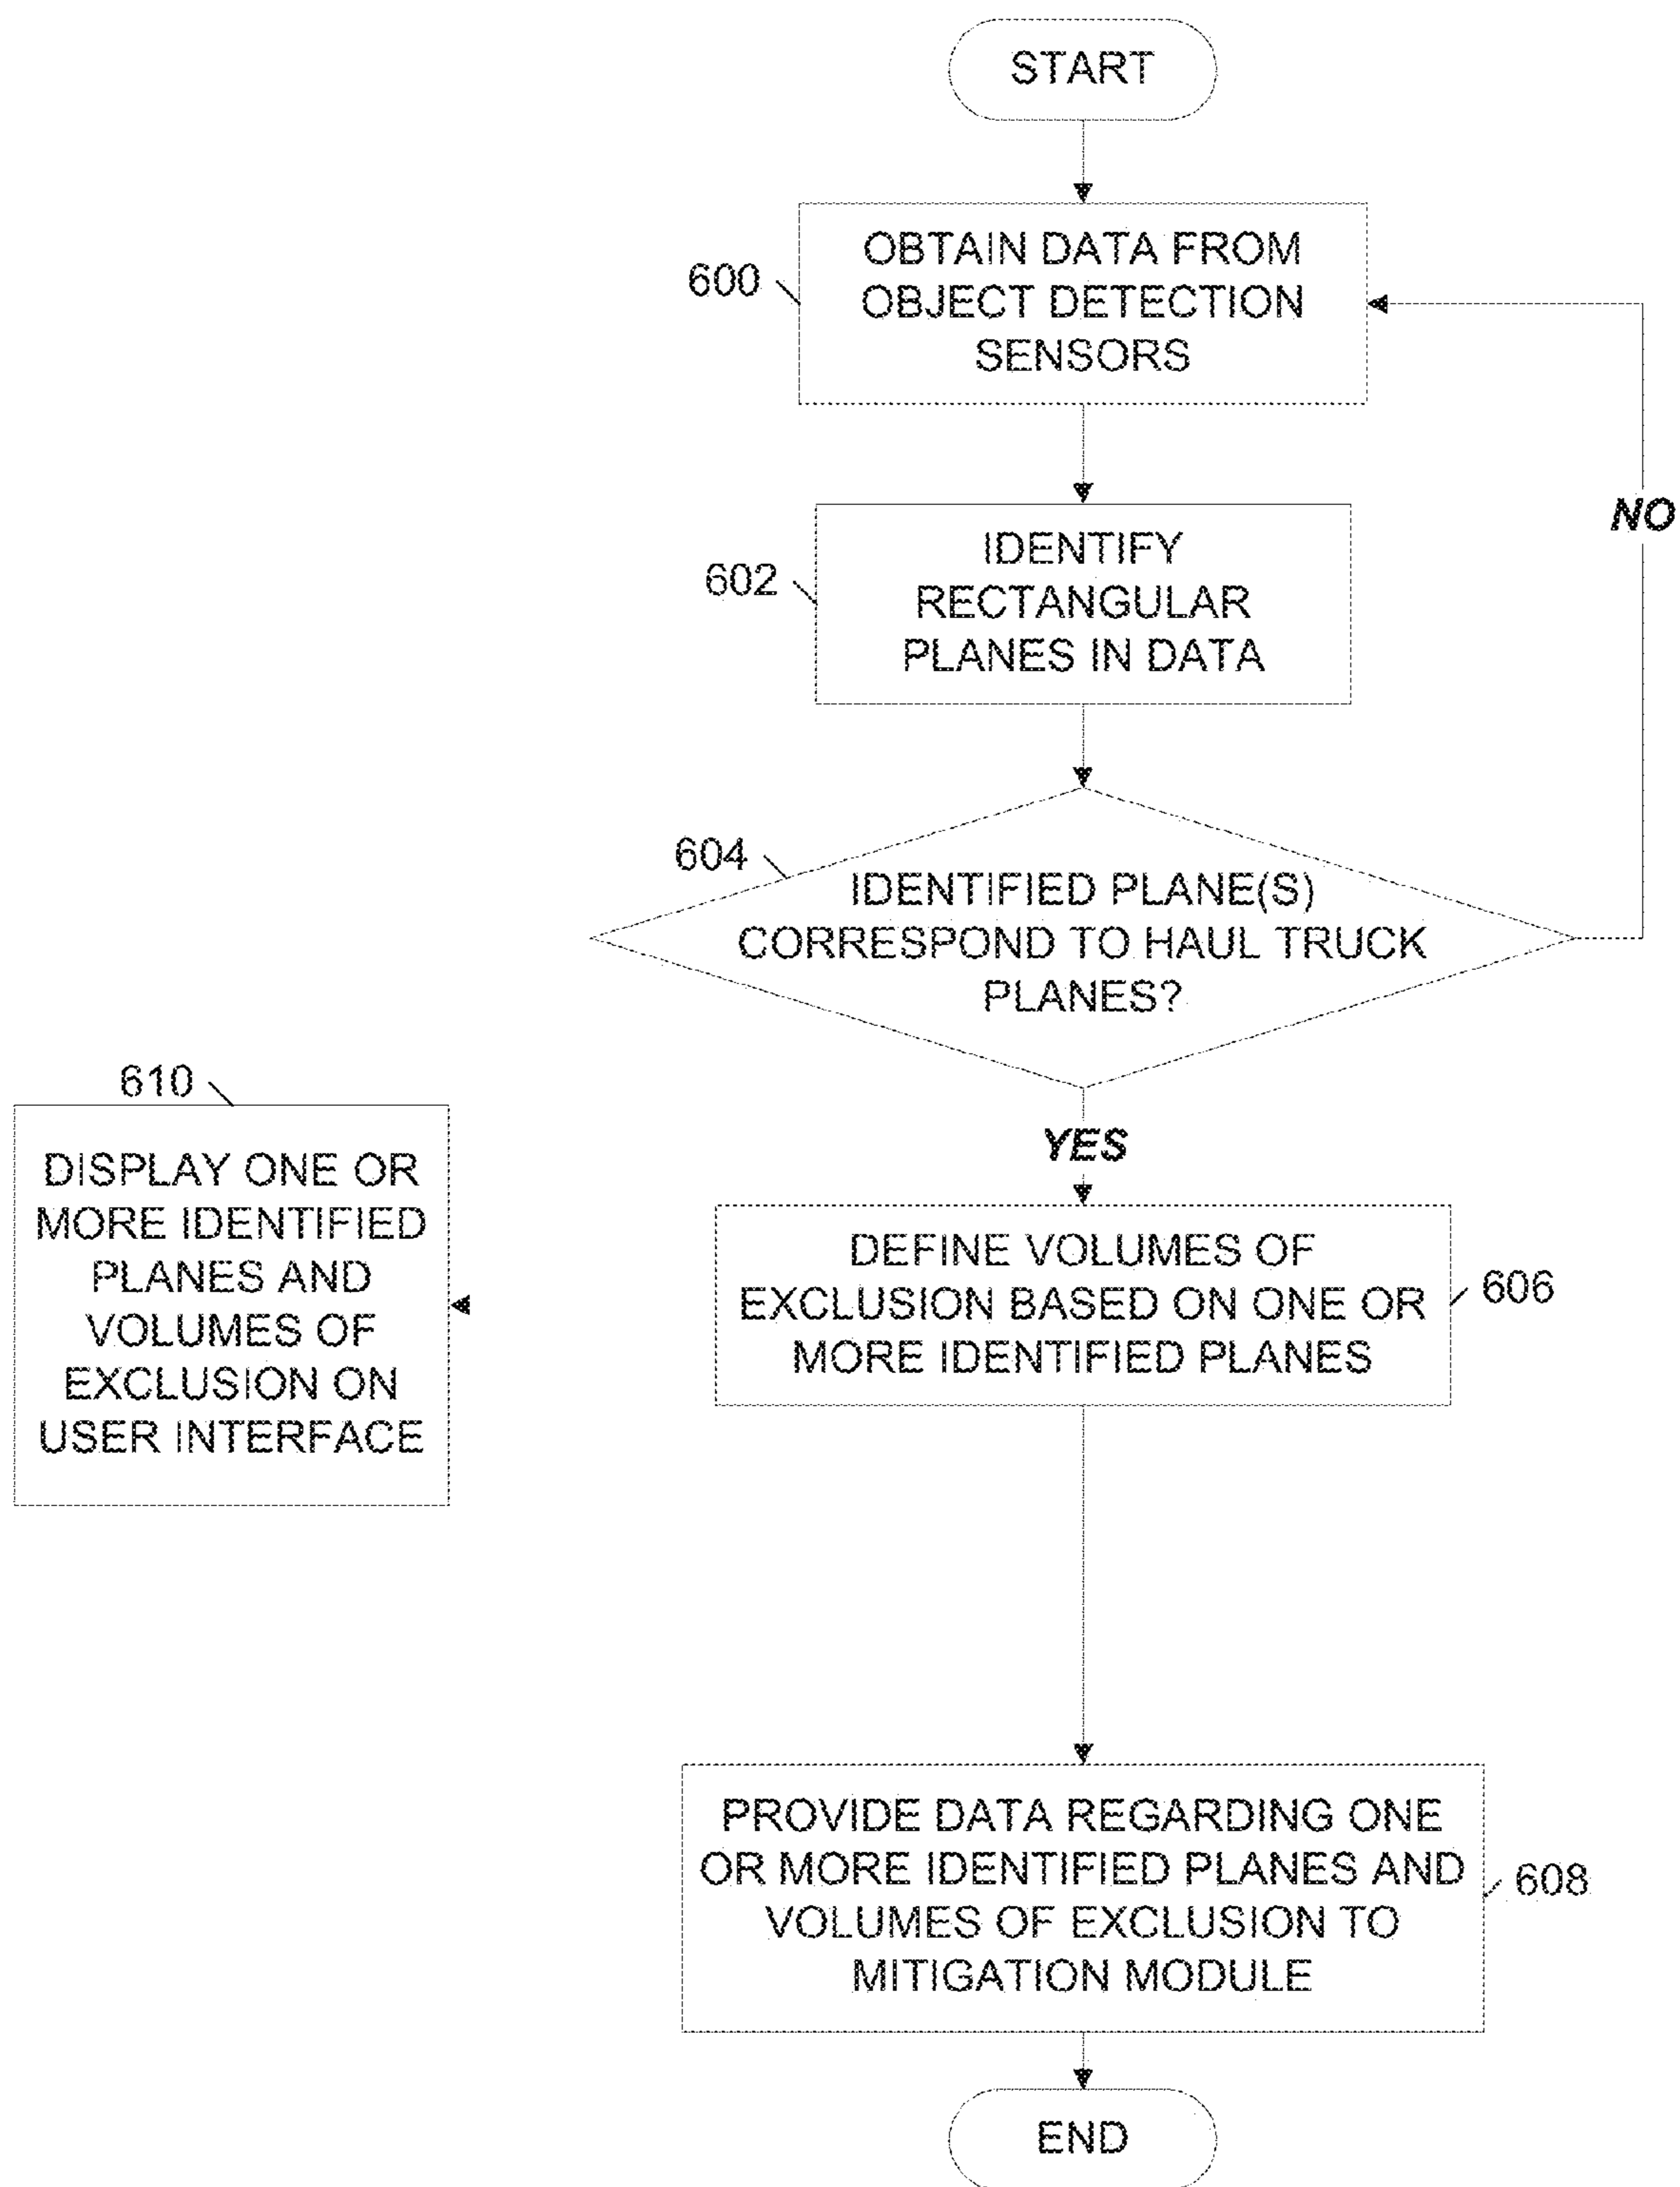 START
600
OBTAIN DATA FROM
OBJECT DETECTION
SENSORS
NO
602
IDENTIFY
RECTANGULAR
PLANES IN DATA
604
IDENTIFIED PLANE(S)
CORRESPOND TO HAUL TRUCK
PLANES?
YES
610
DISPLAY ONE OR
MORE IDENTIFIED
PLANES AND
VOLUMES OF
EXCLUSION ON
USER INTERFACE
DEFINE VOLUMES OF
EXCLUSION BASED ON ONE OR
MORE IDENTIFIED PLANES
606
PROVIDE DATA REGARDING ONE
OR MORE IDENTIFIED PLANES AND
VOLUMES OF EXCLUSION TO
MITIGATION MODULE
608
END